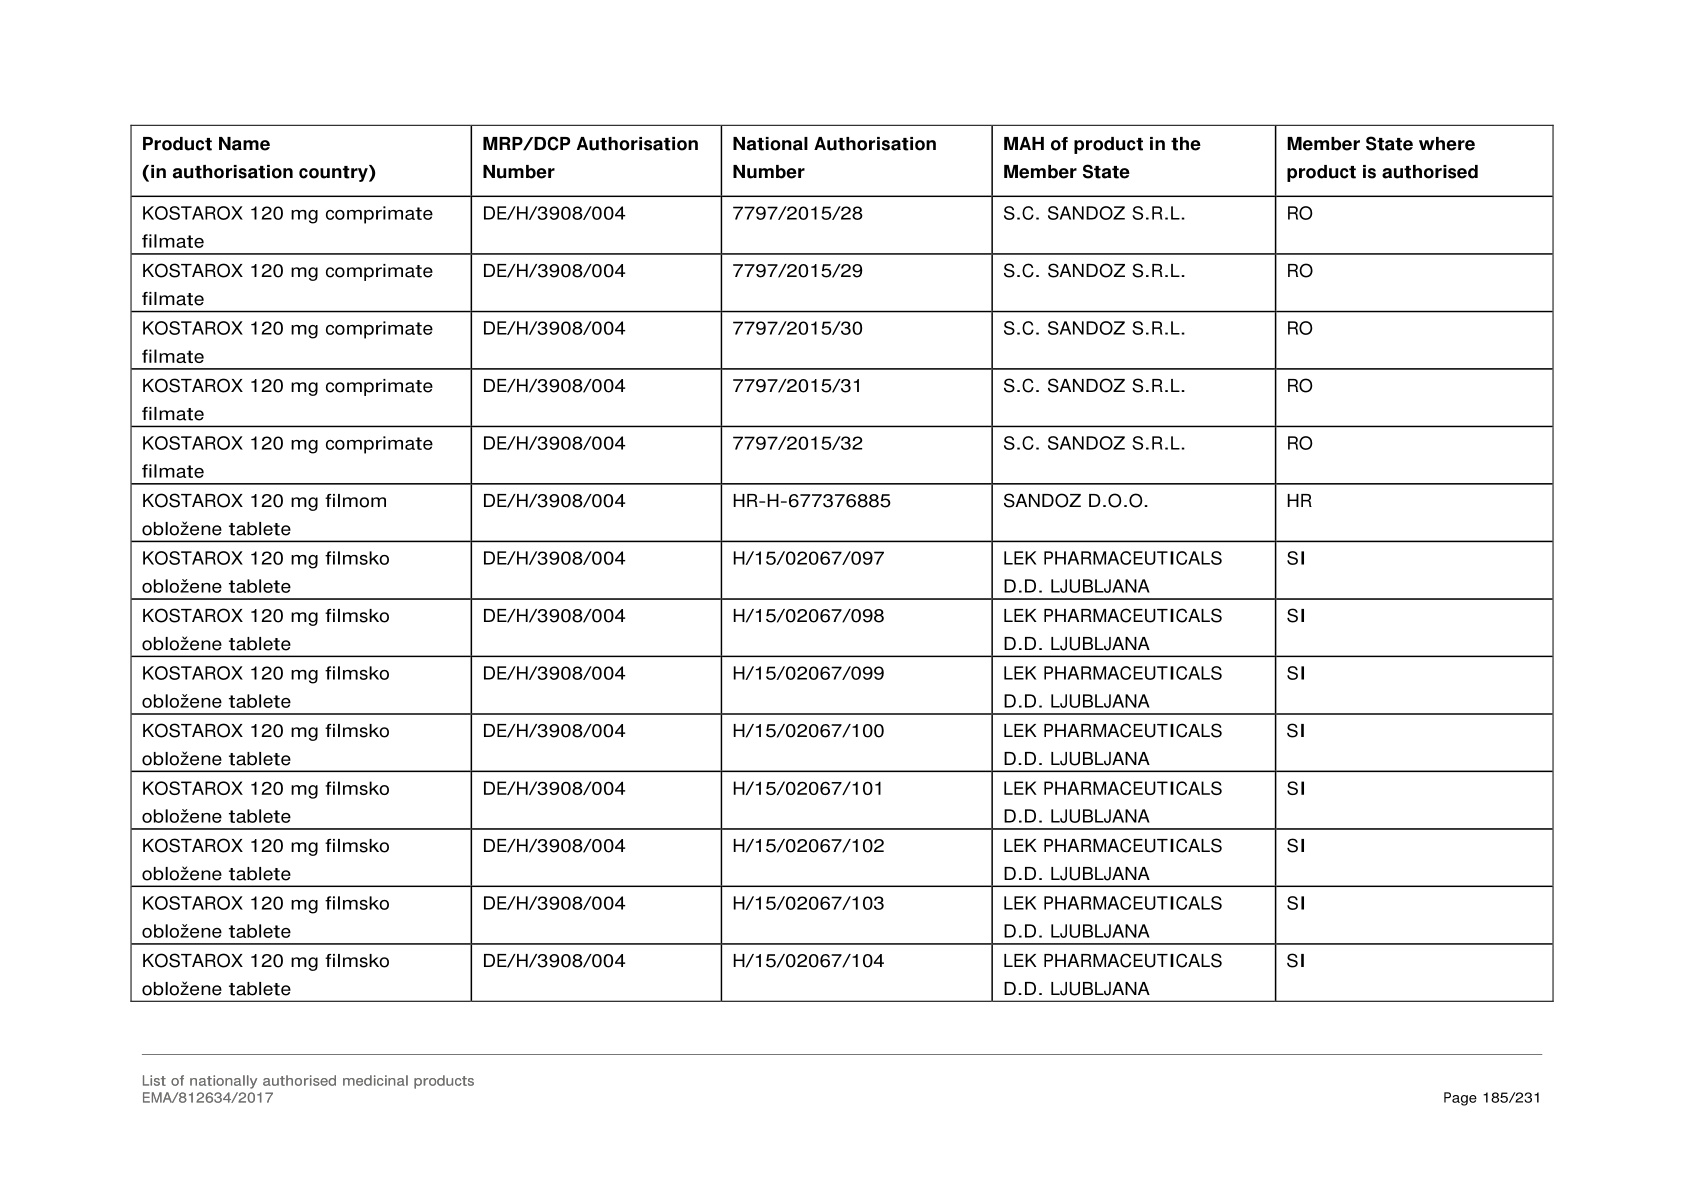 Product Name
(in authorisation country)
MRP/DCP Authorisation
Number
National Authorisation
Number
MAH of product in the
Member State
Member State where
product is authorised
KOSTAROX 120 mg comprimate
filmate
DE/H/3908/004
7797/2015/28
S.C. SANDOZ S.R.L.
RO
KOSTAROX 120 mg comprimate
filmate
DE/H/3908/004
7797/2015/29
S.C. SANDOZ S.R.L.
RO
KOSTAROX 120 mg comprimate
filmate
DE/H/3908/004
7797/2015/30
S.C. SANDOZ S.R.L.
RO
KOSTAROX 120 mg comprimate
filmate
DE/H/3908/004
7797/2015/31
S.C. SANDOZ S.R.L.
RO
KOSTAROX 120 mg comprimate
filmate
DE/H/3908/004
7797/2015/32
S.C. SANDOZ S.R.L.
RO
KOSTAROX 120 mg filmom
obložene tablete
DE/H/3908/004
HR-H-677376885
SANDOZ D.O.O.
HR
KOSTAROX 120 mg filmsko
obložene tablete
DE/H/3908/004
H/15/02067/097
LEK PHARMACEUTICALS
D.D. LJUBLJANA
SI
KOSTAROX 120 mg filmsko
obložene tablete
DE/H/3908/004
H/15/02067/098
LEK PHARMACEUTICALS
D.D. LJUBLJANA
SI
KOSTAROX 120 mg filmsko
obložene tablete
DE/H/3908/004
H/15/02067/099
LEK PHARMACEUTICALS
D.D. LJUBLJANA
SI
KOSTAROX 120 mg filmsko
obložene tablete
DE/H/3908/004
H/15/02067/100
LEK PHARMACEUTICALS
D.D. LJUBLJANA
SI
KOSTAROX 120 mg filmsko
obložene tablete
DE/H/3908/004
H/15/02067/101
LEK PHARMACEUTICALS
D.D. LJUBLJANA
SI
KOSTAROX 120 mg filmsko
obložene tablete
DE/H/3908/004
H/15/02067/102
LEK PHARMACEUTICALS
D.D. LJUBLJANA
SI
KOSTAROX 120 mg filmsko
obložene tablete
DE/H/3908/004
H/15/02067/103
LEK PHARMACEUTICALS
D.D. LJUBLJANA
SI
KOSTAROX 120 mg filmsko
obložene tablete
DE/H/3908/004
H/15/02067/104
LEK PHARMACEUTICALS
D.D. LJUBLJANA
SI
List of nationally authorised medicinal products
EMA/812634/2017
Page 185/231